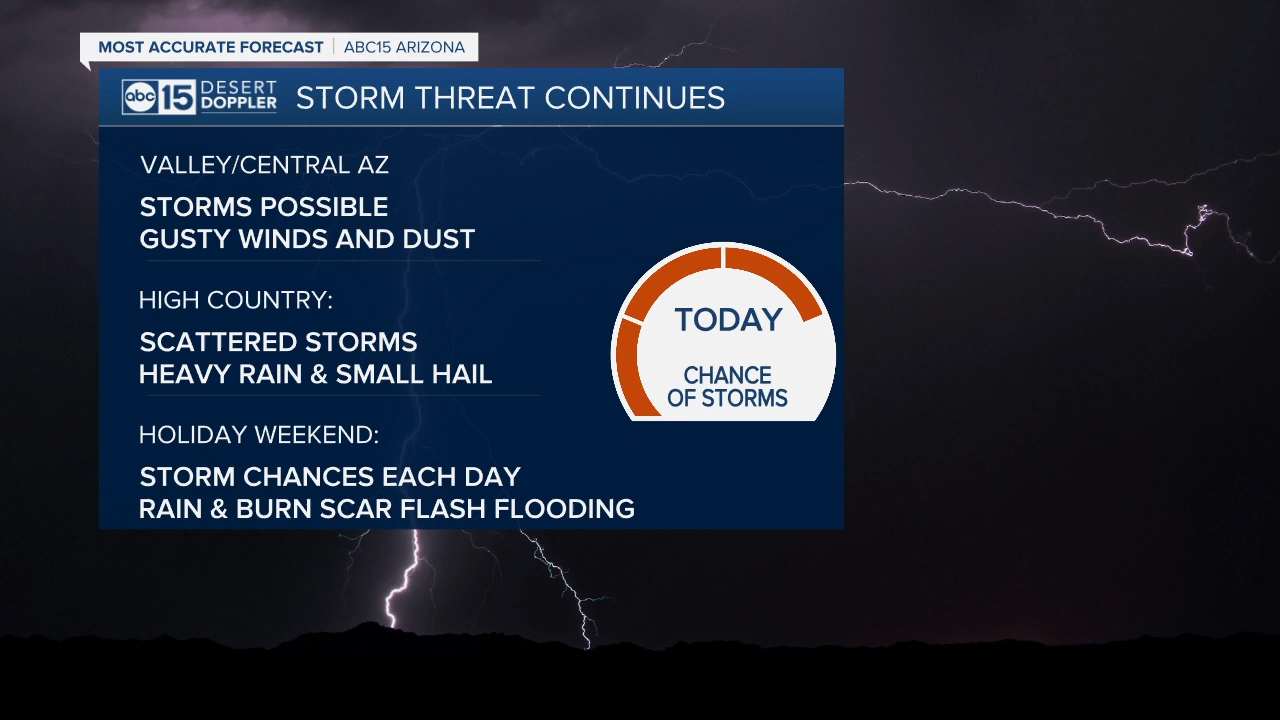 MOST ACCURATE FORECAST | ABC15 ARIZONA
abc 15 DESERT DOPPLER STORM THREAT CONTINUES
VALLEY/CENTRAL AZ
STORMS POSSIBLE
GUSTY WINDS AND DUST
HIGH COUNTRY:
SCATTERED STORMS
HEAVY RAIN & SMALL HAIL
HOLIDAY WEEKEND:
STORM CHANCES EACH DAY
RAIN & BURN SCAR FLASH FLOODING
TODAY
CHANCE
OF STORMS